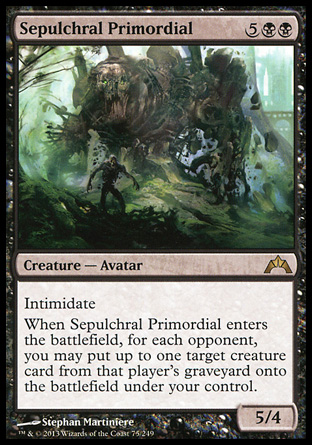 Sepulchral Primordial 5
Creature — Avatar
Intimidate
When Sepulchral Primordial enters
the battlefield, for each opponent,
you may put up to one target creature
card from that player's graveyard onto
the battlefield under your control.
Stephan Martiniere
™ & © 2013 Wizards of the Coast 75/249
5/4